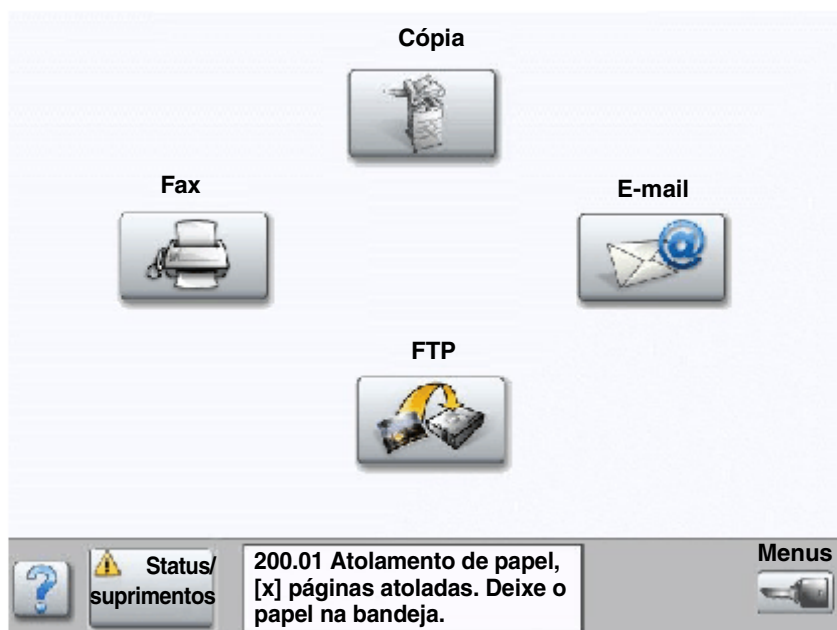 Cópia
Fax
E-mail
FTP
Status/
suprimentos
200.01 Atolamento de papel,
[x] páginas atoladas. Deixe o
papel na bandeja.
Menus